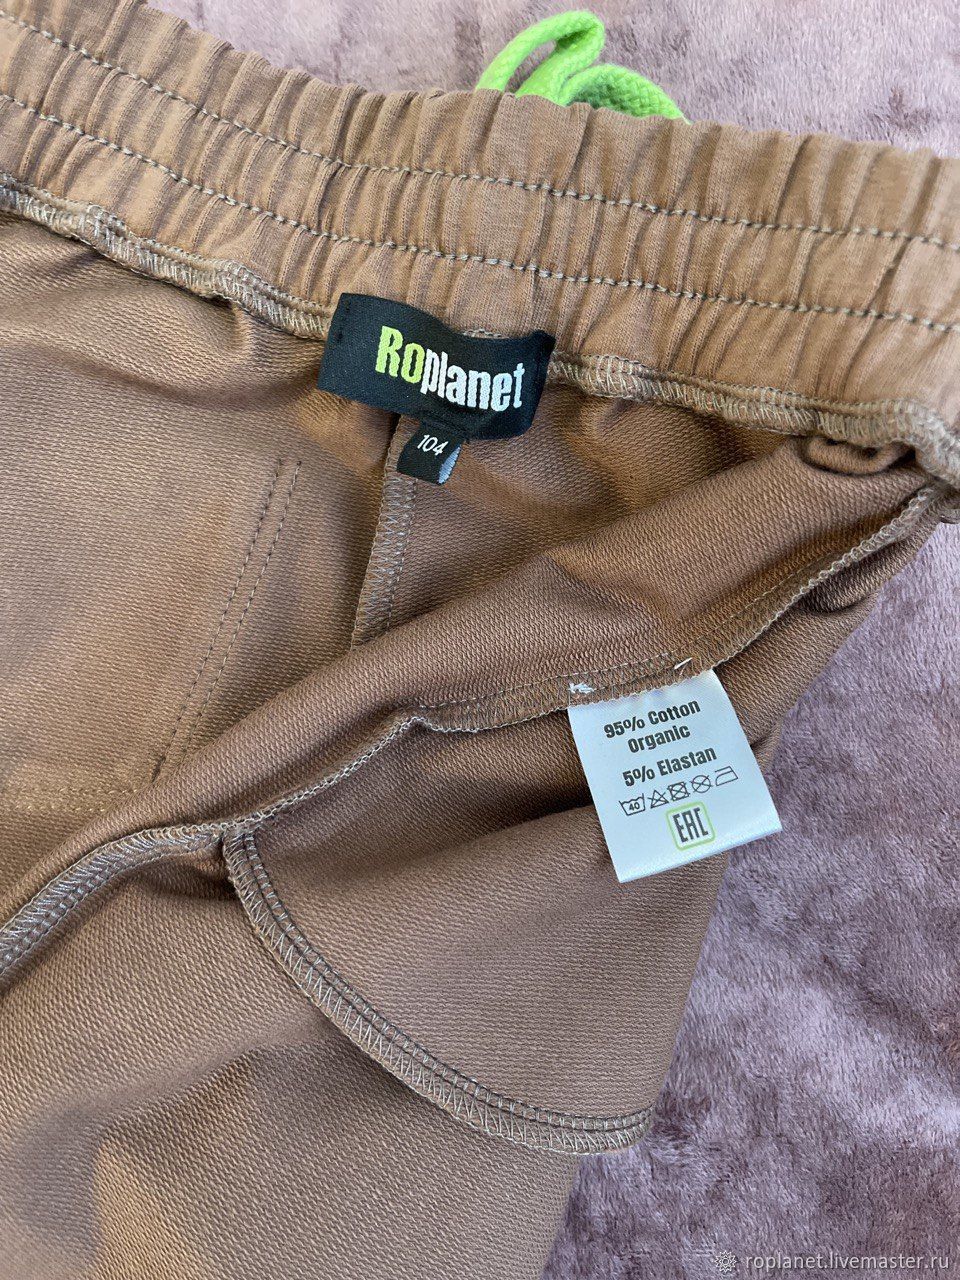 Roplanet
104
95% Cotton
Organic
5% Elastan
40
EAC
roplanet.livemaster.ru